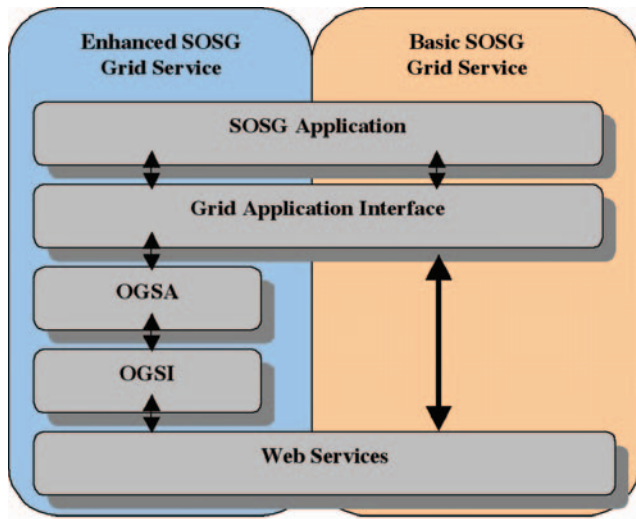 Enhanced SOSG
Grid Service
Basic SOSG
Grid Service
SOSG Application
Grid Application Interface
OGSA
OGSI
Web Services